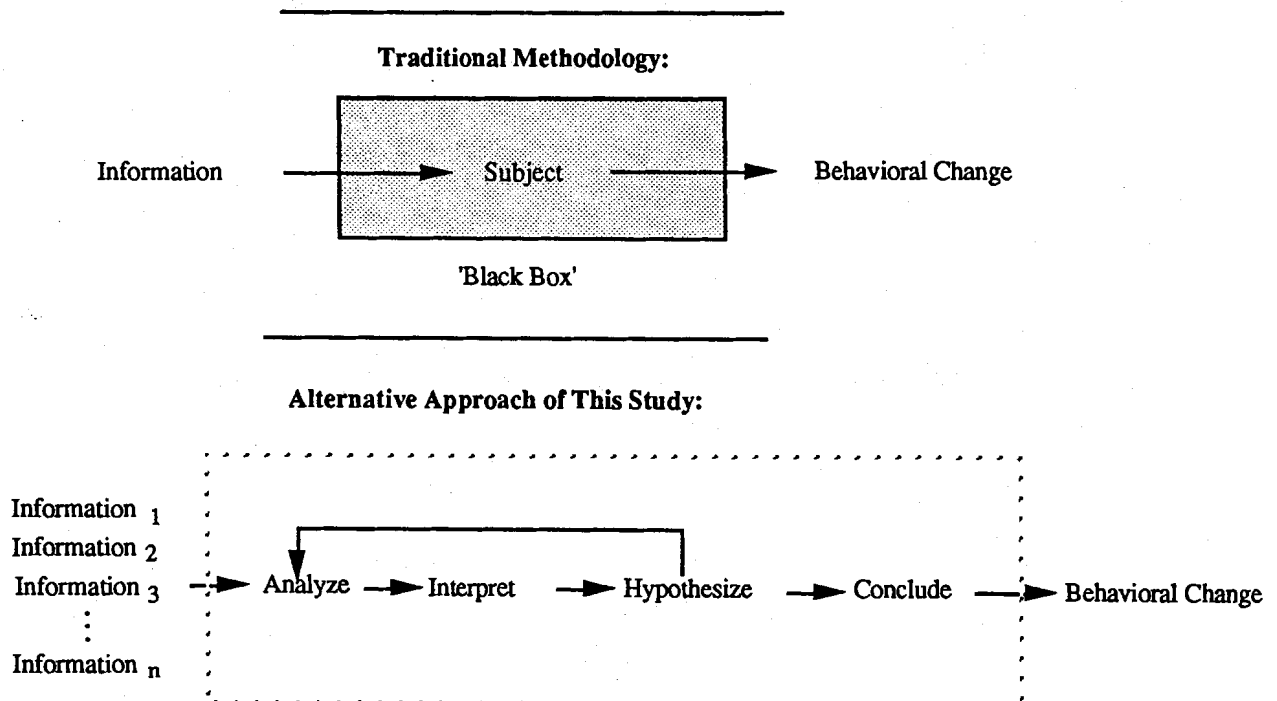 Traditional Methodology:
Information Subject Behavioral Change
'Black Box'
Alternative Approach of This Study:
Information 1
Information 2
Information 3 Analyze Interpret Hypothesize Conclude Behavioral Change
Information n